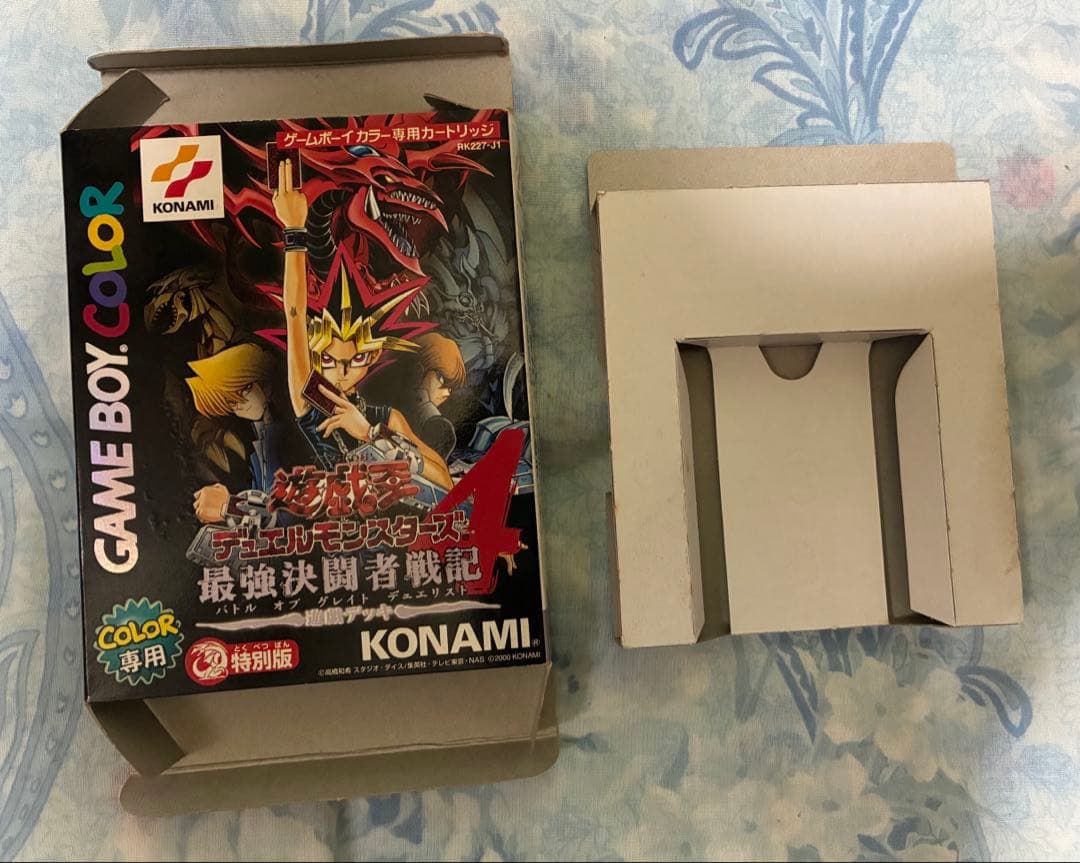 ゲームボーイカラー専用カートリッジ
RK227-J1
KONAMI
GAME BOY COLOR
遊戯王
デュエルモンスターズ4
最強決闘者戦記
バトル オブ グレイト デュエリスト
遊戯デッキ
KONAMI®
COLOR
専用
とくべつばん
特別版
©高橋和希 スタジオ・ダイス/集英社・テレビ東京・NAS ©2000 KONAMI